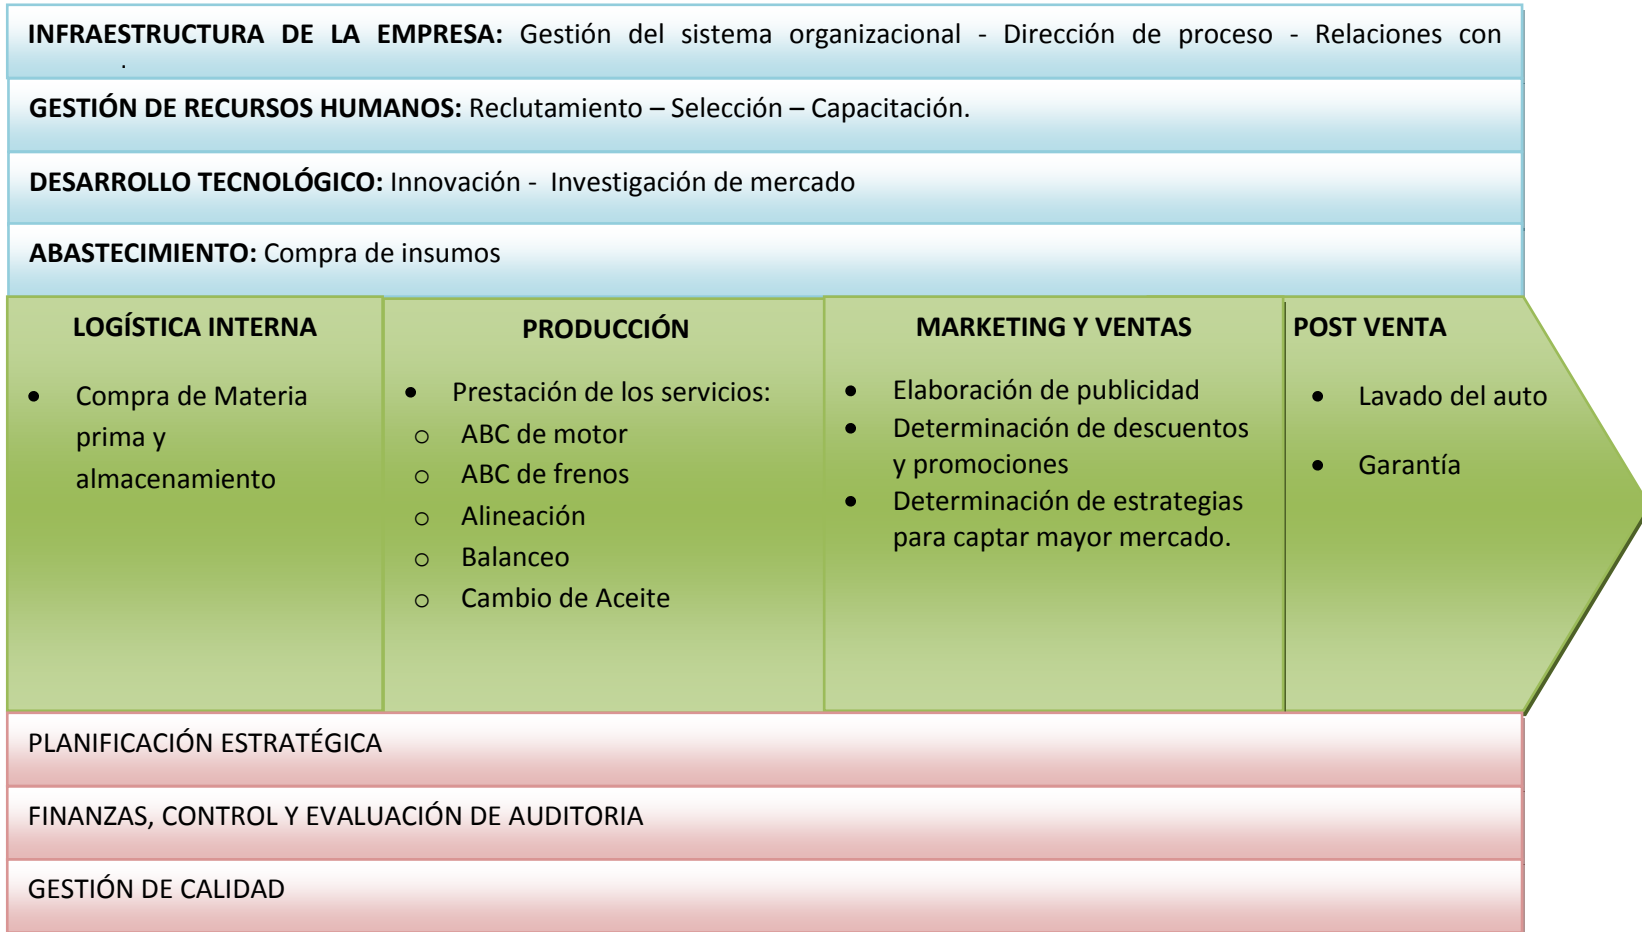 INFRAESTRUCTURA DE LA EMPRESA: Gestión del sistema organizacional - Dirección de proceso - Relaciones con
GESTIÓN DE RECURSOS HUMANOS: Reclutamiento – Selección – Capacitación.
DESARROLLO TECNOLÓGICO: Innovación - Investigación de mercado
ABASTECIMIENTO: Compra de insumos
LOGÍSTICA INTERNA
• Compra de Materia
prima y
almacenamiento
PRODUCCIÓN
• Prestación de los servicios:
o ABC de motor
o ABC de frenos
o Alineación
o Balanceo
o Cambio de Aceite
MARKETING Y VENTAS
• Elaboración de publicidad
• Determinación de descuentos
y promociones
• Determinación de estrategias
para captar mayor mercado.
POST VENTA
• Lavado del auto
• Garantía
PLANIFICACIÓN ESTRATÉGICA
FINANZAS, CONTROL Y EVALUACIÓN DE AUDITORIA
GESTIÓN DE CALIDAD